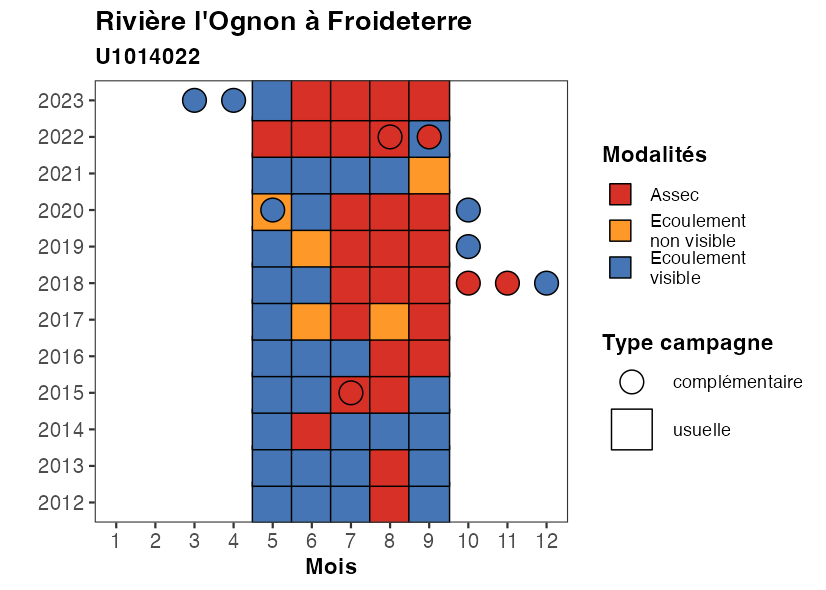 Rivière l'Ognon à Froideterre
U1014022
2023
2022
2021
2020
2019
2018
2017
2016
2015
2014
2013
2012
1 2 3 4 5 6 7 8 9 10 11 12
Mois
Modalités
Assec
Ecoulement
non visible
Ecoulement
visible
Type campagne
complémentaire
usuelle